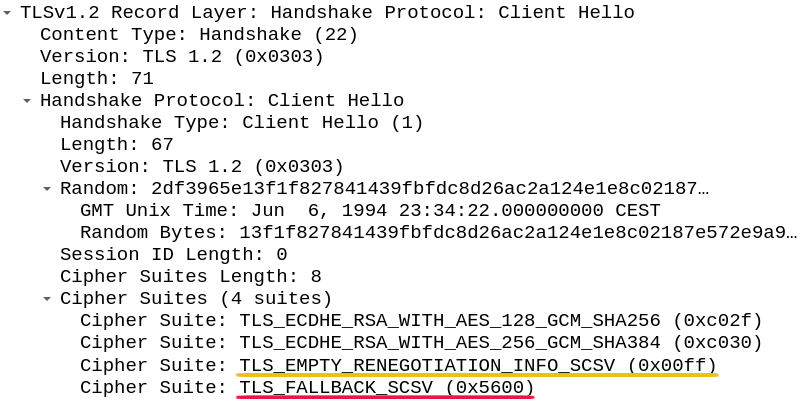 TLSv1.2 Record Layer: Handshake Protocol: Client Hello
Content Type: Handshake (22)
Version: TLS 1.2 (0x0303)
Length: 71
Handshake Protocol: Client Hello
Handshake Type: Client Hello (1)
Length: 67
Version: TLS 1.2 (0x0303)
Random: 2df3965e13f1f827841439fbfdc8d26ac2a124e1e8c02187…
GMT Unix Time: Jun  6, 1994 23:34:22.000000000 CEST
Random Bytes: 13f1f827841439fbfdc8d26ac2a124e1e8c02187e572e9a9…
Session ID Length: 0
Cipher Suites Length: 8
Cipher Suites (4 suites)
Cipher Suite: TLS_ECDHE_RSA_WITH_AES_128_GCM_SHA256 (0xc02f)
Cipher Suite: TLS_ECDHE_RSA_WITH_AES_256_GCM_SHA384 (0xc030)
Cipher Suite: TLS_EMPTY_RENEGOTIATION_INFO_SCSV (0x00ff)
Cipher Suite: TLS_FALLBACK_SCSV (0x5600)